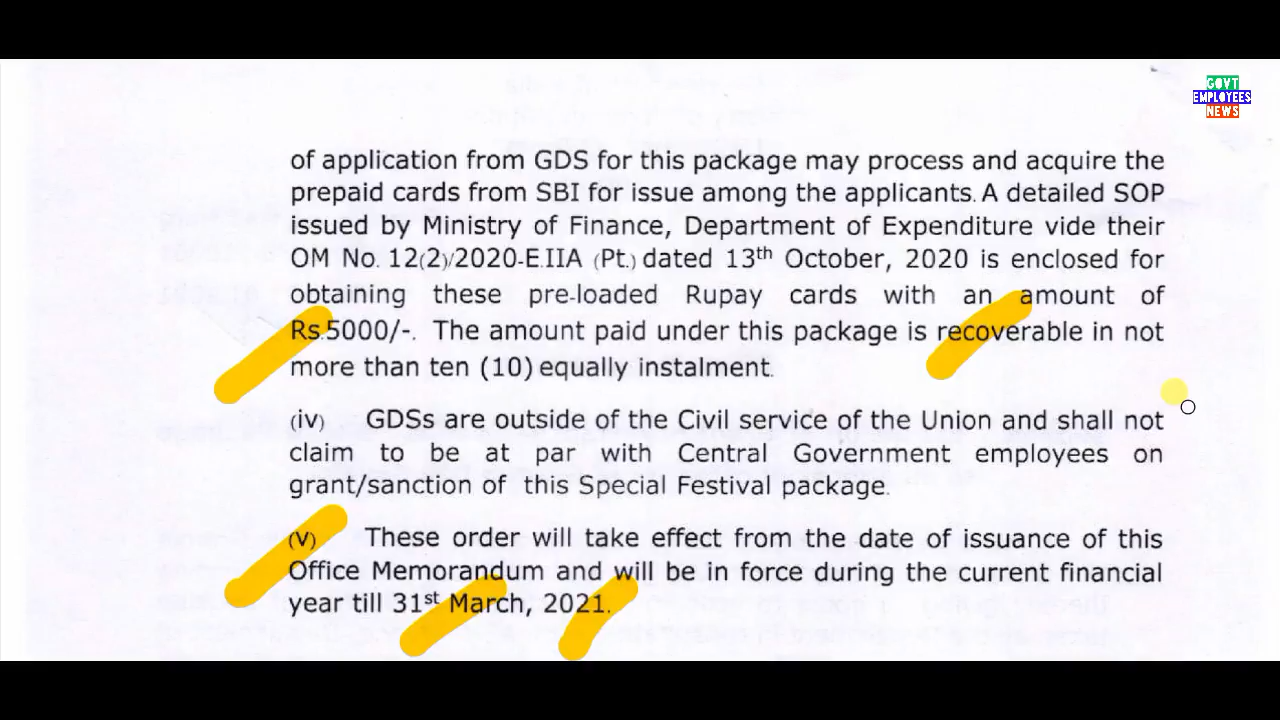 GOVT
EMPLOYEES
NEWS
of application from GDS for this package may process and acquire the
prepaid cards from SBI for issue among the applicants. A detailed SOP
issued by Ministry of Finance, Department of Expenditure vide their
OM No. 12(2)/2020-E.IIA (Pt.) dated 13th October, 2020 is enclosed for
obtaining these pre-loaded Rupay cards with an amount of
Rs.5000/-. The amount paid under this package is recoverable in not
more than ten (10) equally instalment.
(iv) GDSs are outside of the Civil service of the Union and shall not
claim to be at par with Central Government employees on
grant/sanction of this Special Festival package.
(v) These order will take effect from the date of issuance of this
Office Memorandum and will be in force during the current financial
year till 31st March, 2021.